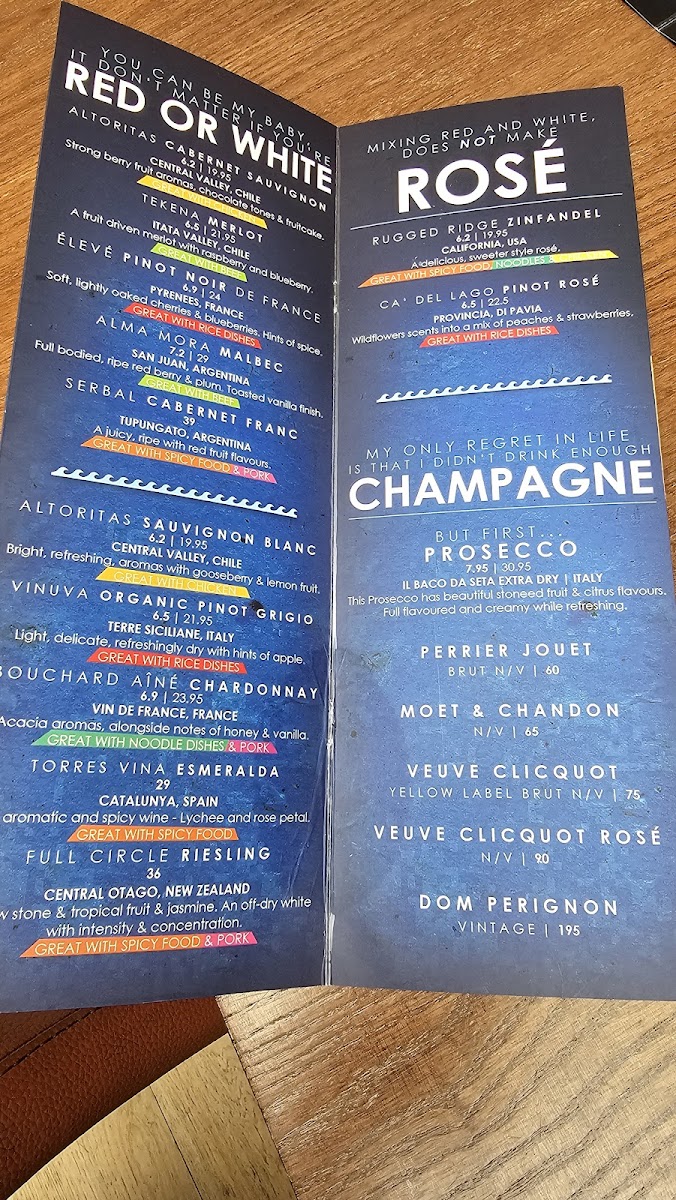 YOU CAN BE MY BABY,
IT DON'T MATTER IF YOU'RE
RED OR WHITE
ALTORITAS CABERNET SAUVIGNON
6.2 | 19.95
CENTRAL VALLEY, CHILE
Strong berry fruit aromas, chocolate tones & fruitcake.
GREAT WITH
TEKENA MERLOT
6.5 | 21.95
ITATA VALLEY, CHILE
A fruit driven merlot with raspberry and blueberry.
GREAT WITH BEEF
ÉLEVÉ PINOT NOIR DE FRANCE
6.9 | 24
PYRENEES, FRANCE
Soft, lightly oaked cherries & blueberries. Hints of spice.
GREAT WITH RICE DISHES
ALMA MORA MALBEC
7.2 | 29
SAN JUAN, ARGENTINA
Full bodied, ripe red berry & plum. Toasted vanilla finish.
GREAT WITH BEEF
SERBAL CABERNET FRANC
39
TUPUNGATO, ARGENTINA
A juicy, ripe with red fruit flavours.
GREAT WITH SPICY FOOD & PORK
ALTORITAS SAUVIGNON BLANC
6.2 | 19.95
CENTRAL VALLEY, CHILE
Bright, refreshing, aromas with gooseberry & lemon fruit.
GREAT WITH CHICKEN
VINUVA ORGANIC PINOT GRIGIO
6.5 | 21.95
TERRE SICILIANE, ITALY
Light, delicate, refreshingly dry with hints of apple.
GREAT WITH RICE DISHES
BOUCHARD AÎNÉ CHARDONNAY
6.9 | 23.95
VIN DE FRANCE, FRANCE
Acacia aromas, alongside notes of honey & vanilla.
GREAT WITH NOODLE DISHES & PORK
TORRES VINA ESMERALDA
29
CATALUNYA, SPAIN
aromatic and spicy wine - Lychee and rose petal.
GREAT WITH SPICY FOOD
FULL CIRCLE RIESLING
36
CENTRAL OTAGO, NEW ZEALAND
stone & tropical fruit & jasmine. An off-dry white
with intensity & concentration.
GREAT WITH SPICY FOOD & PORK
MIXING RED AND WHITE,
DOES NOT MAKE
ROSÉ
RUGGED RIDGE ZINFANDEL
6.2 | 19.95
CALIFORNIA, USA
A delicious, sweeter style rosé,
GREAT WITH SPICY FOOD, NOODLES &
CA' DEL LAGO PINOT ROSÉ
6.5 | 22.5
PROVINCIA, DI PAVIA
Wildflowers scents into a mix of peaches & strawberries.
GREAT WITH RICE DISHES
MY ONLY REGRET IN LIFE
IS THAT I DIDN'T DRINK ENOUGH
CHAMPAGNE
BUT FIRST...
PROSECCO
7.95 | 30.95
IL BACO DA SETA EXTRA DRY | ITALY
This Prosecco has beautiful stoneed fruit & citrus flavours.
Full flavoured and creamy while refreshing.
PERRIER JOUET
BRUT N/V | 60
MOET & CHANDON
N/V | 65
VEUVE CLICQUOT
YELLOW LABEL BRUT N/V | 75
VEUVE CLICQUOT ROSÉ
N/V | 90
DOM PERIGNON
VINTAGE | 195